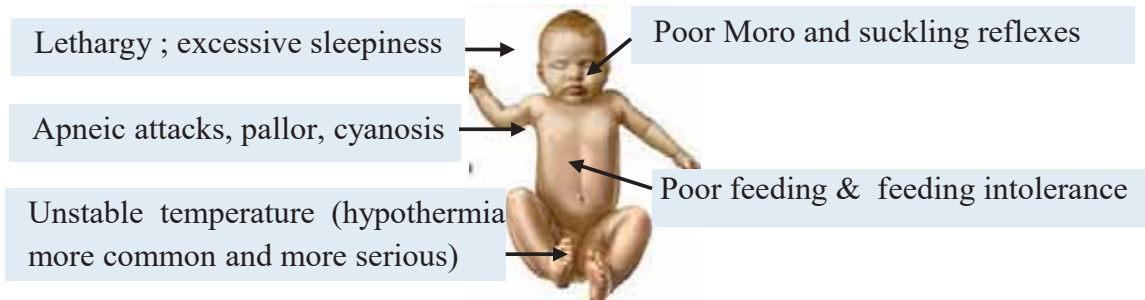 Lethargy ; excessive sleepiness
Poor Moro and suckling reflexes
Apneic attacks, pallor, cyanosis
Poor feeding & feeding intolerance
Unstable temperature (hypothermia
more common and more serious)